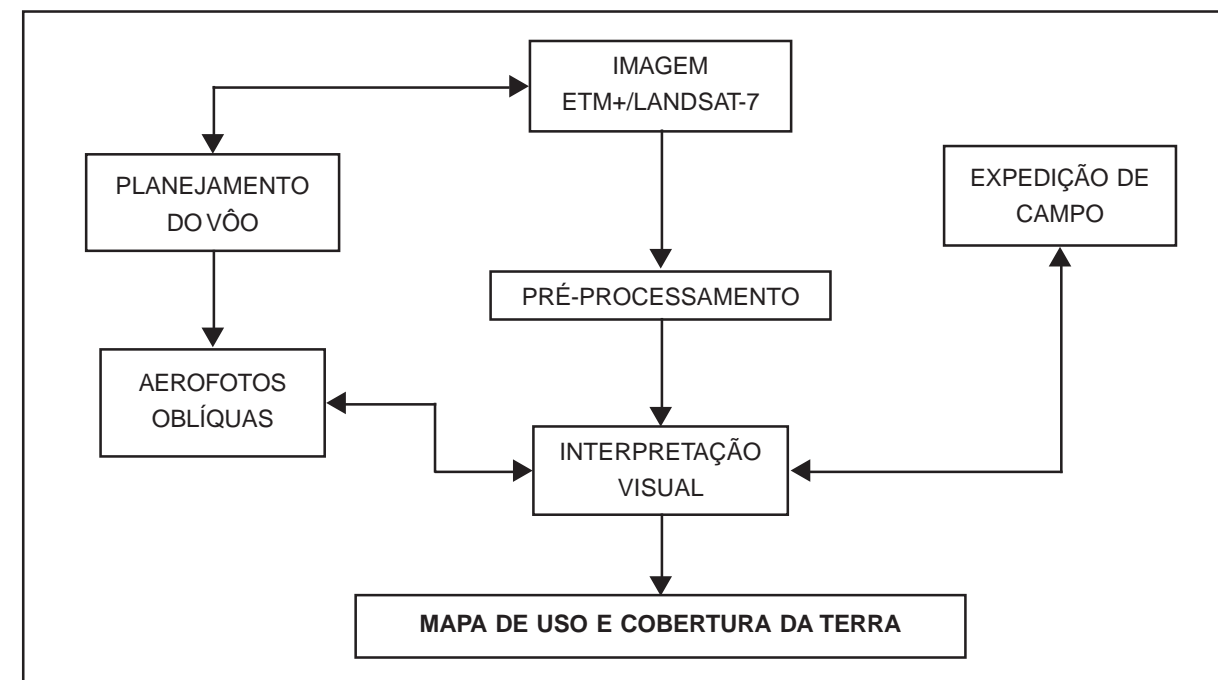 IMAGEM
ETM+/LANDSAT-7
PLANEJAMENTO
DO VÔO
EXPEDIÇÃO DE
CAMPO
PRÉ-PROCESSAMENTO
AEROFOTOS
OBLÍQUAS
INTERPRETAÇÃO
VISUAL
MAPA DE USO E COBERTURA DA TERRA